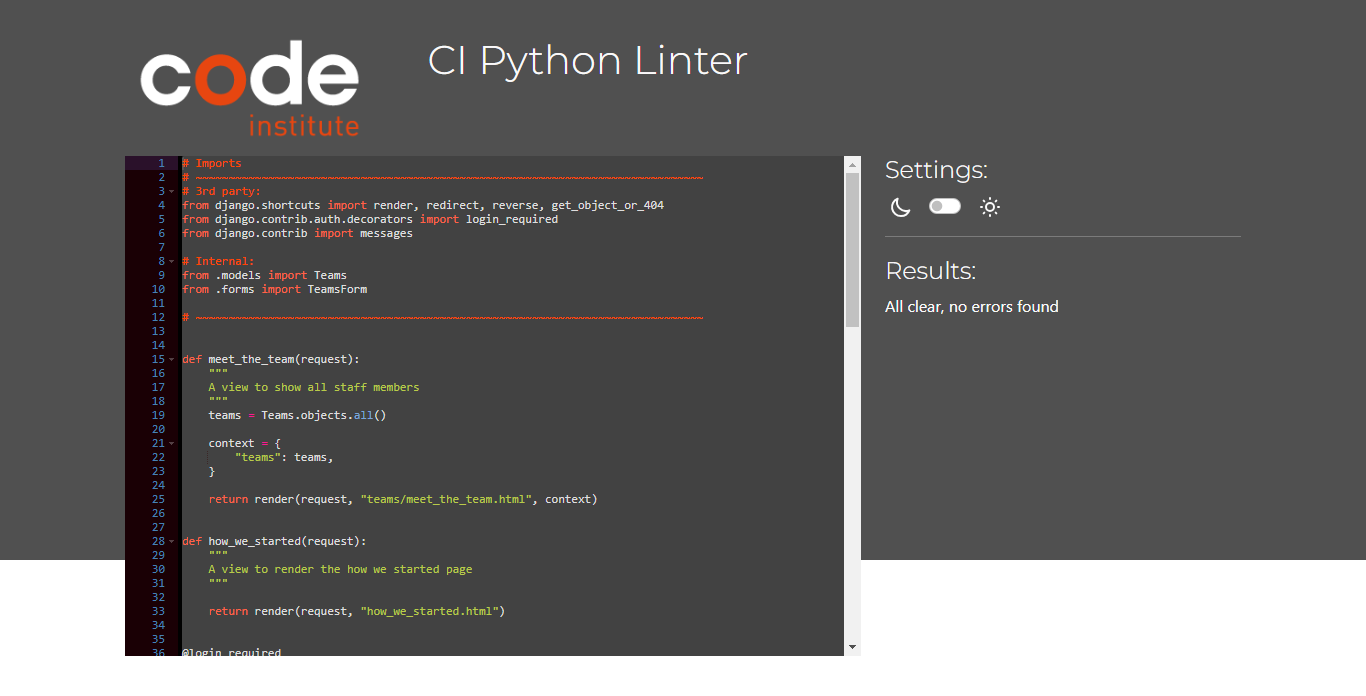 code
institute
CI Python Linter
1 # Imports
2 # ~~~~~~~~~~~~~~~~~~~~~~~~~~~~~~~~~~~~~~~~~~~~~~~~~~~~~~~~~~~~~~~~~~~~~~~~~~~~~
3 # 3rd party:
4 from django.shortcuts import render, redirect, reverse, get_object_or_404
5 from django.contrib.auth.decorators import login_required
6 from django.contrib import messages
7
8 # Internal:
9 from .models import Teams
10 from .forms import TeamsForm
11
12 # ~~~~~~~~~~~~~~~~~~~~~~~~~~~~~~~~~~~~~~~~~~~~~~~~~~~~~~~~~~~~~~~~~~~~~~~~~~~~~
13
14
15 def meet_the_team(request):
16     """
17     A view to show all staff members
18     """
19     teams = Teams.objects.all()
20
21     context = {
22         "teams": teams,
23     }
24
25     return render(request, "teams/meet_the_team.html", context)
26
27
28 def how_we_started(request):
29     """
30     A view to render the how we started page
31     """
32
33     return render(request, "how_we_started.html")
34
35
36 @login_required
Settings:
Results:
All clear, no errors found